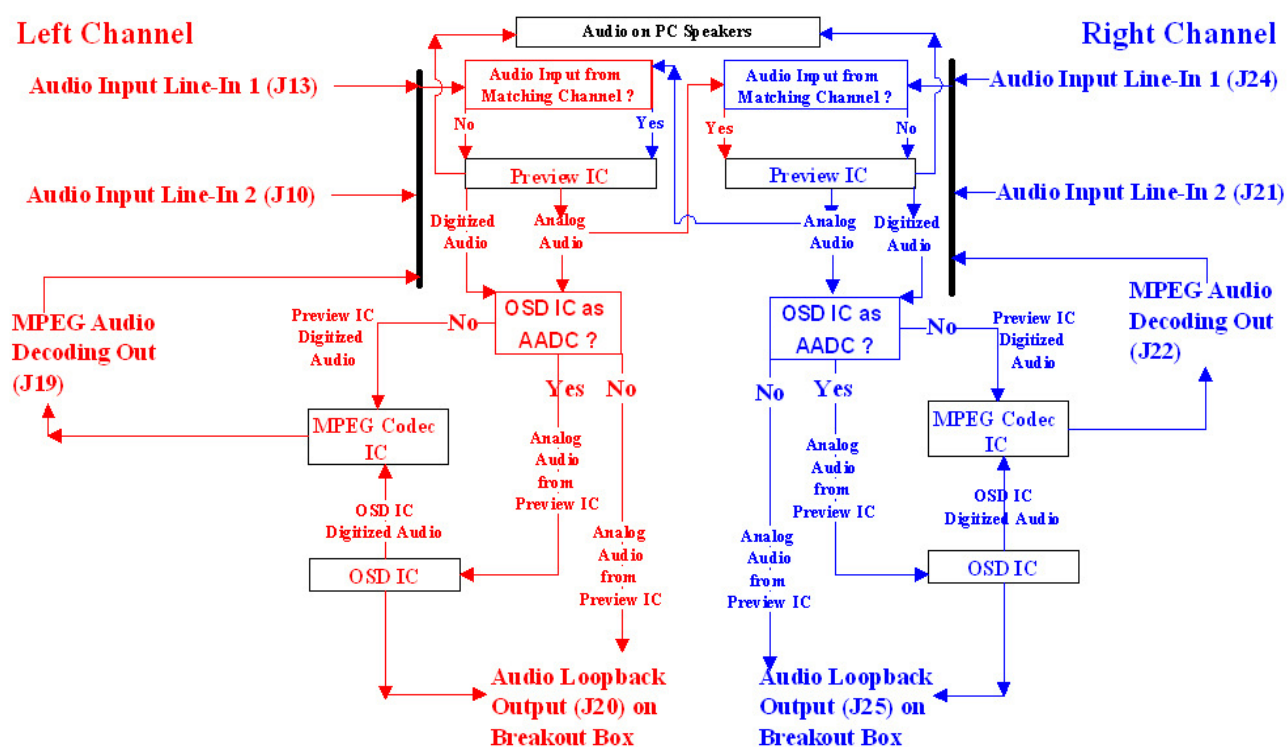 Audio on PC Speakers
Left Channel
Right Channel
Audio Input Line-In 1 (J13)
Audio Input from
Matching Channel ?
Audio Input from
Matching Channel ?
Audio Input Line-In 1 (J24)
No
Yes
Yes
No
Preview IC
Preview IC
Audio Input Line-In 2 (J10)
Audio Input Line-In 2 (J21)
Digitized
Audio
Analog
Audio
Analog
Audio
Digitized
Audio
MPEG Audio
Decoding Out
(J19)
Preview IC
Digitized
Audio
No
OSD IC as
AADC ?
OSD IC as
AADC ?
No
Preview IC
Digitized
Audio
MPEG Audio
Decoding Out
(J22)
Yes
No
No
Yes
MPEG Codec
IC
MPEG Codec
IC
Analog
Audio
from
Preview IC
Analog
Audio
from
Preview IC
OSD IC
Digitized Audio
OSD IC
Digitized Audio
OSD IC
OSD IC
Analog
Audio
from
Preview IC
Analog
Audio
from
Preview IC
Audio Loopback
Output (J20) on
Breakout Box
Audio Loopback
Output (J25) on
Breakout Box